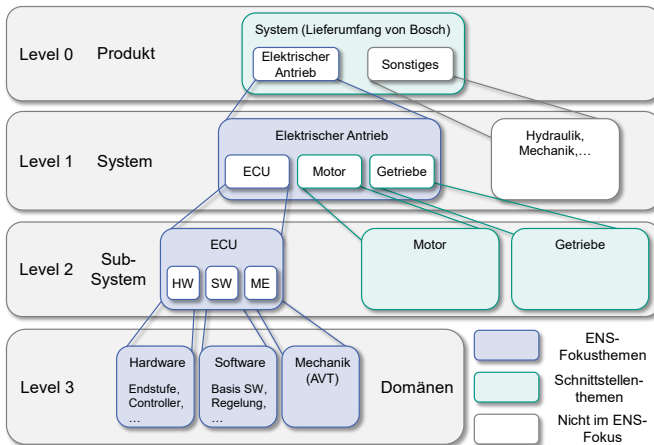 System (Lieferumfang von Bosch)
Level 0 Produkt
Elektrischer
Antrieb
Sonstiges
Elektrischer Antrieb
Level 1 System
ECU Motor Getriebe
Hydraulik,
Mechanik,…
ECU
Motor
Getriebe
Level 2 Sub-
System
HW SW ME
Hardware
Endstufe,
Controller,
…
Software
Basis SW,
Regelung,
…
Mechanik
(AVT)
Level 3
Domänen
ENS-
Fokusthemen
Schnittstellen-
themen
Nicht im ENS-
Fokus